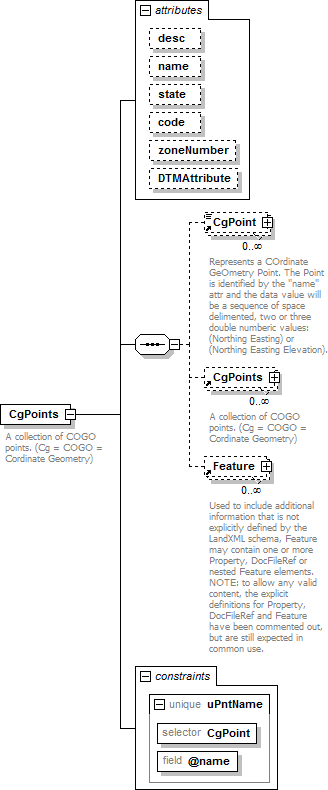 attributes
desc
name
state
code
zoneNumber
DTMAttribute
CgPoint
0..∞
Represents a COrdinate
GeOmetry Point. The Point
is identified by the "name"
attr and the data value will
be a sequence of space
delimented, two or three
double numberic values:
(Northing Easting) or
(Northing Easting Elevation).
CgPoints
0..∞
A collection of COGO
points. (Cg = COGO =
Cordinate Geometry)
CgPoints
A collection of COGO
points. (Cg = COGO =
Cordinate Geometry)
Feature
0..∞
Used to include additional
information that is not
explicitly defined by the
LandXML schema, Feature
may contain one or more
Property, DocFileRef or
nested Feature elements.
NOTE: to allow any valid
content, the explicit
definitions for Property,
DocFileRef and Feature
have been commented out,
but are still expected in
common use.
constraints
unique uPntName
selector CgPoint
field @name